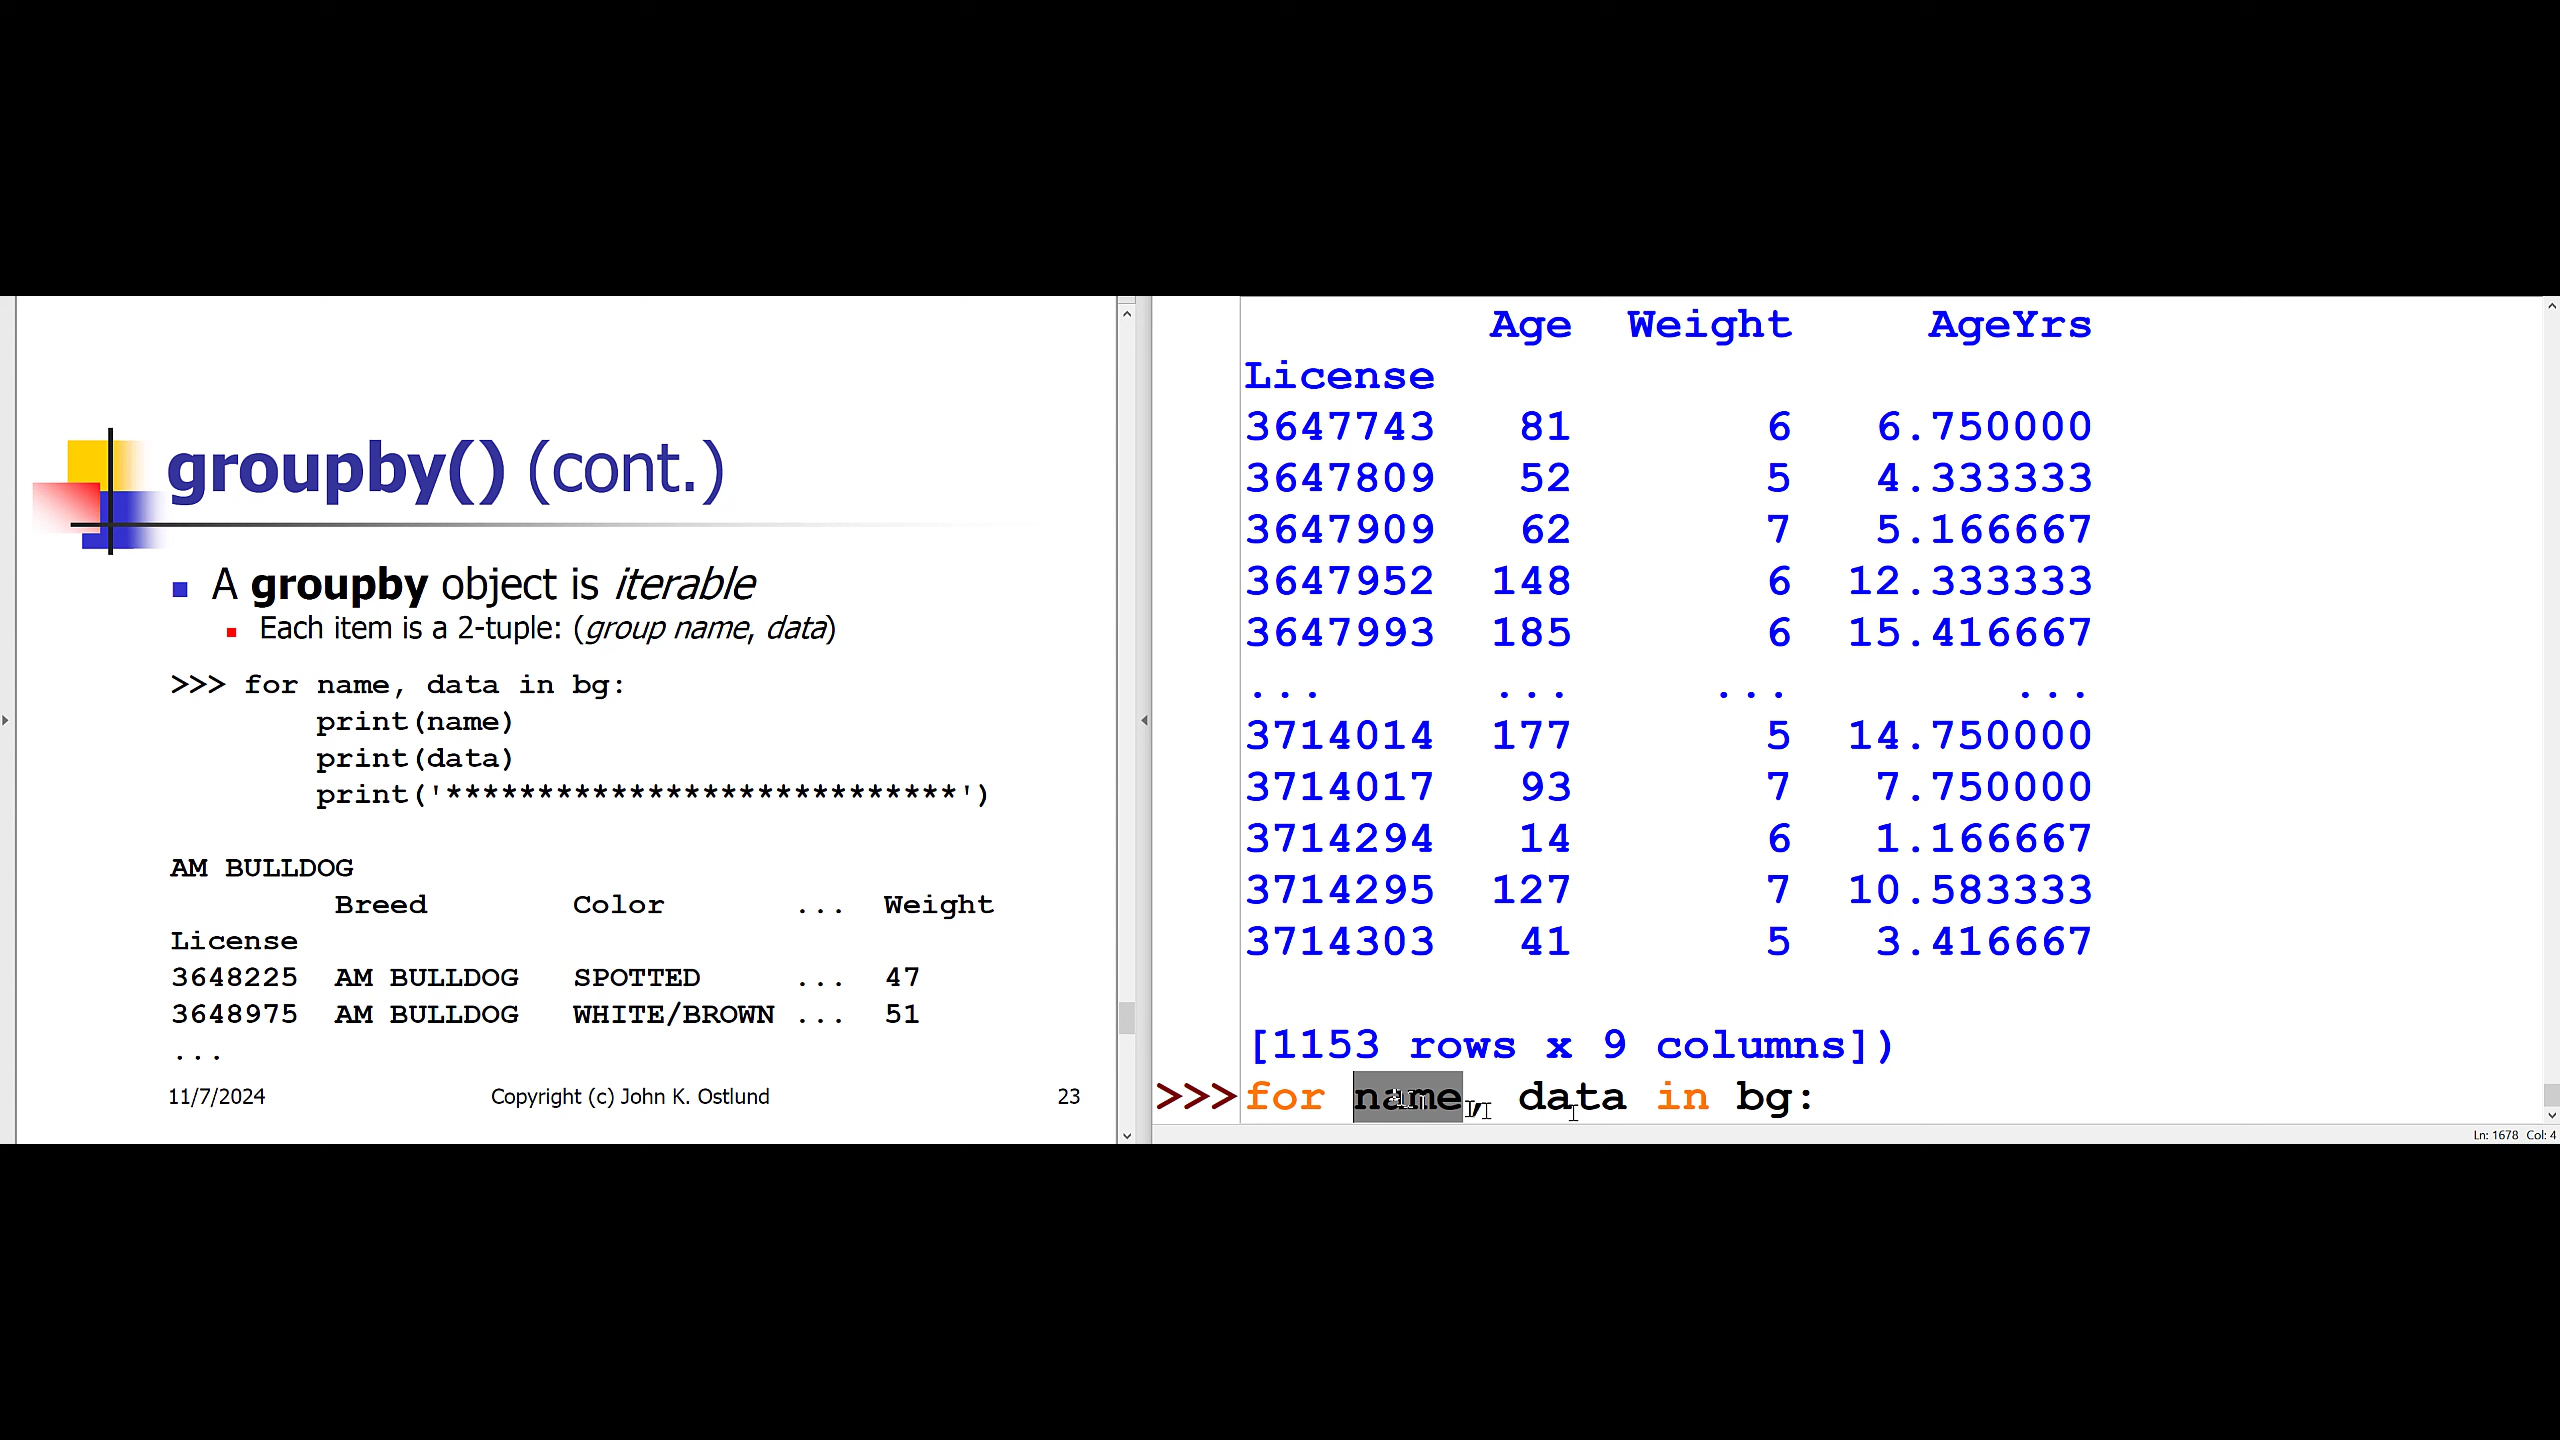 groupby() (cont.)
A groupby object is iterable
Each item is a 2-tuple: (group name, data)
>>> for name, data in bg:
print(name)
print(data)
print('****************************')
AM BULLDOG
Breed Color ... Weight
License
3648225 AM BULLDOG SPOTTED ... 47
3648975 AM BULLDOG WHITE/BROWN ... 51
...
11/7/2024 Copyright (c) John K. Ostlund 23
Age Weight AgeYrs
License
3647743 81 6 6.750000
3647809 52 5 4.333333
3647909 62 7 5.166667
3647952 148 6 12.333333
3647993 185 6 15.416667
... ... ... ...
3714014 177 5 14.750000
3714017 93 7 7.750000
3714294 14 6 1.166667
3714295 127 7 10.583333
3714303 41 5 3.416667
[1153 rows x 9 columns])
>>> for name, data in bg:
Ln: 1678 Col: 4